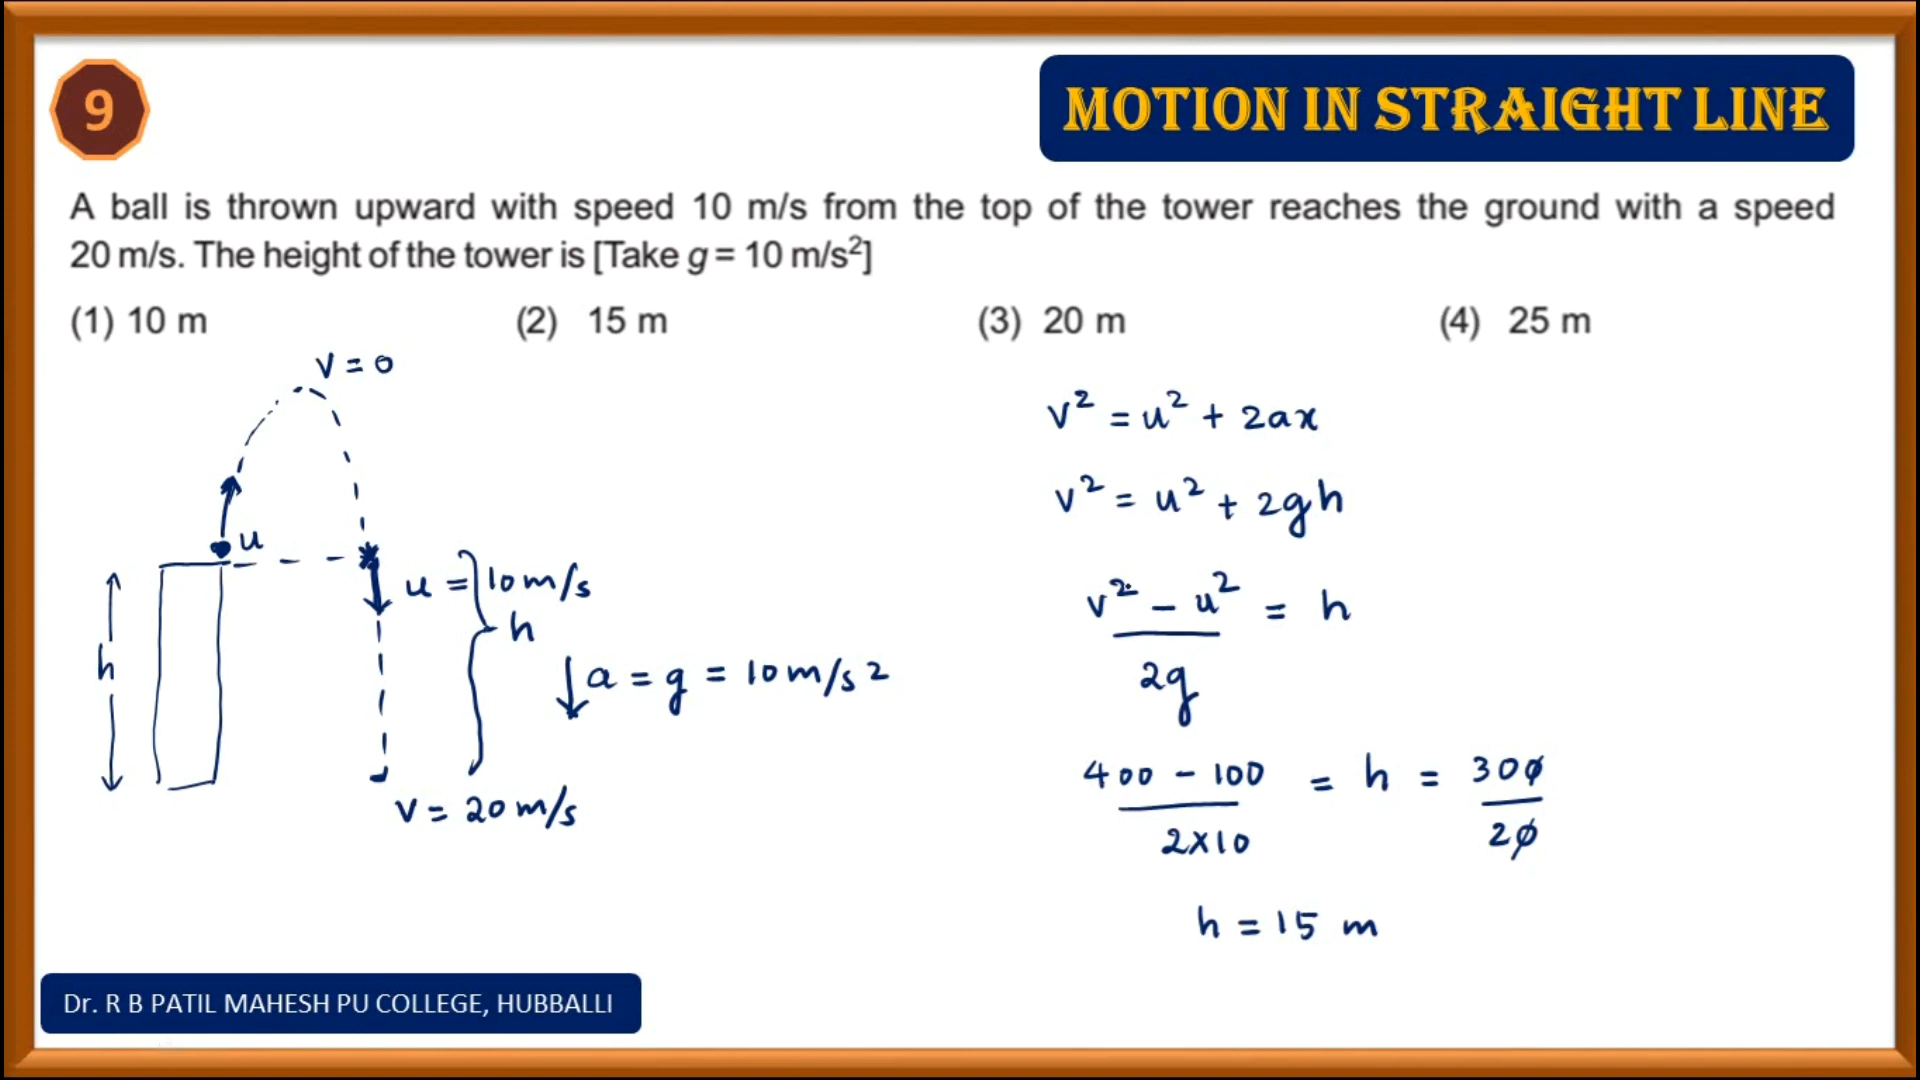 9
MOTION IN STRAIGHT LINE
A ball is thrown upward with speed 10 m/s from the top of the tower reaches the ground with a speed
20 m/s. The height of the tower is [Take g = 10 m/s²]
(1) 10 m (2) 15 m (3) 20 m (4) 25 m
v = 0
u
u = 10 m/s
h
h
a = g = 10 m/s 2
v = 20 m/s
v² = u² + 2ax
v² = u² + 2gh
v² - u² = h
2g
400 - 100 = h = 300
2×10 20
h = 15 m
Dr. R B PATIL MAHESH PU COLLEGE, HUBBALLI